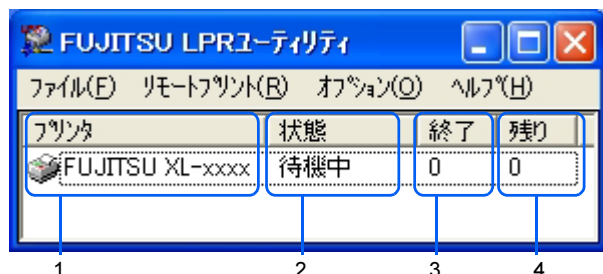 FUJITSU LPRﾕｰﾃｨﾘﾃｨ
ﾌｧｲﾙ(F) ﾘﾓｰﾄﾌﾟﾘﾝﾄ(R) ｵﾌﾟｼｮﾝ(O) ﾍﾙﾌﾟ(H)
ﾌﾟﾘﾝﾀ 状態 終了 残り
FUJITSU XL-xxxx 待機中 0 0
1 2 3 4